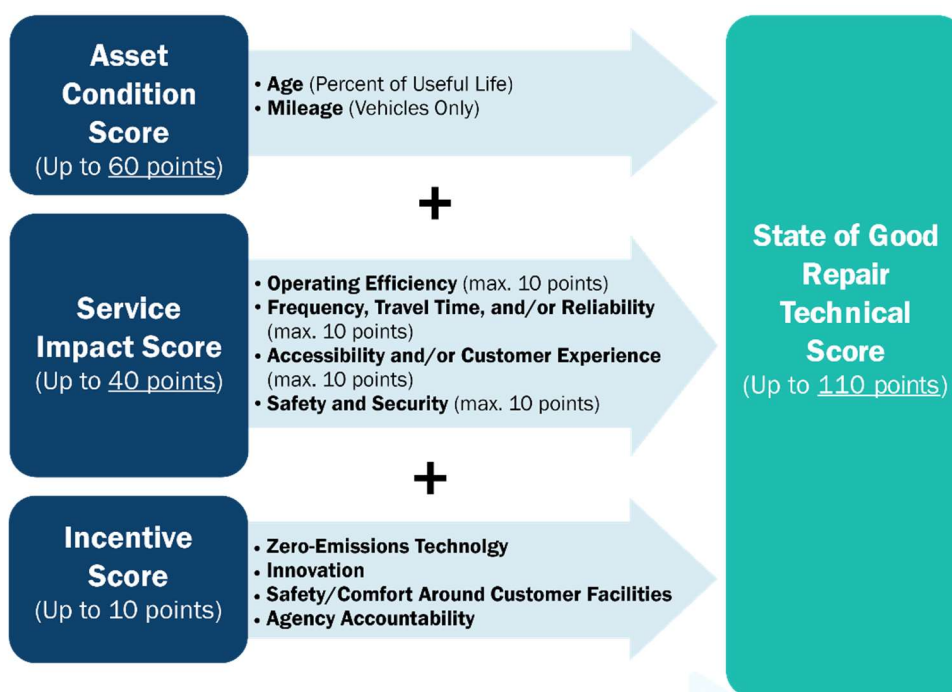 Asset
Condition
Score
(Up to 60 points)
• Age (Percent of Useful Life)
• Mileage (Vehicles Only)
+
Service
Impact Score
(Up to 40 points)
• Operating Efficiency (max. 10 points)
• Frequency, Travel Time, and/or Reliability
(max. 10 points)
• Accessibility and/or Customer Experience
(max. 10 points)
• Safety and Security (max. 10 points)
+
Incentive
Score
(Up to 10 points)
• Zero-Emissions Technolgy
• Innovation
• Safety/Comfort Around Customer Facilities
• Agency Accountability
State of Good
Repair
Technical
Score
(Up to 110 points)